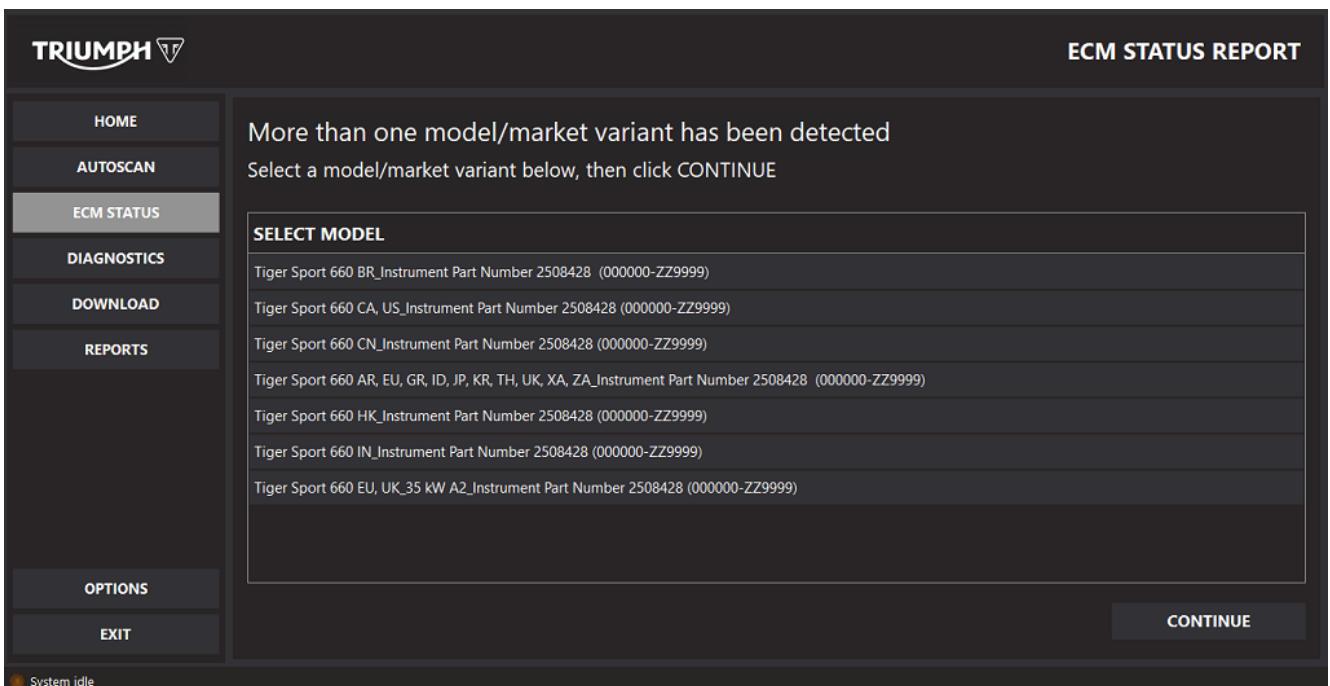 TRIUMPH
ECM STATUS REPORT
HOME
AUTOSCAN
ECM STATUS
DIAGNOSTICS
DOWNLOAD
REPORTS
OPTIONS
EXIT
More than one model/market variant has been detected
Select a model/market variant below, then click CONTINUE
SELECT MODEL
Tiger Sport 660 BR_Instrument Part Number 2508428  (000000-ZZ9999)
Tiger Sport 660 CA, US_Instrument Part Number 2508428 (000000-ZZ9999)
Tiger Sport 660 CN_Instrument Part Number 2508428 (000000-ZZ9999)
Tiger Sport 660 AR, EU, GR, ID, JP, KR, TH, UK, XA, ZA_Instrument Part Number 2508428  (000000-ZZ9999)
Tiger Sport 660 HK_Instrument Part Number 2508428 (000000-ZZ9999)
Tiger Sport 660 IN_Instrument Part Number 2508428 (000000-ZZ9999)
Tiger Sport 660 EU, UK_35 kW A2_Instrument Part Number 2508428 (000000-ZZ9999)
CONTINUE
System idle